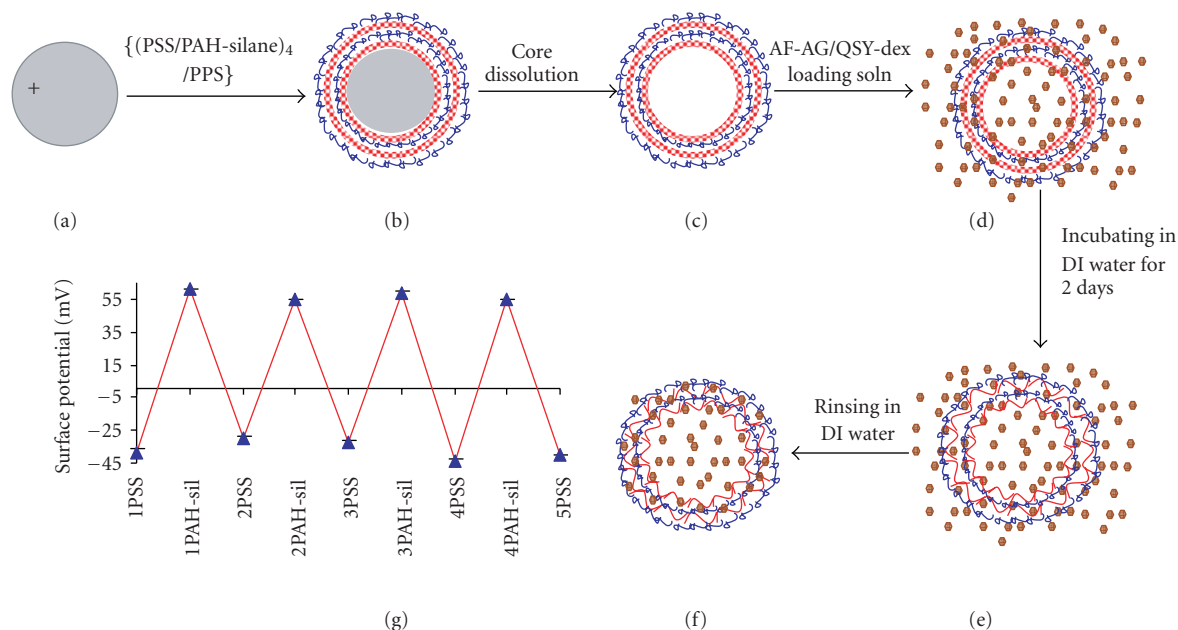 +
{(PSS/PAH-silane)4
/PPS}
Core
dissolution
AF-AG/QSY-dex
loading soln
(a)
(b)
(c)
(d)
Incubating in
DI water for
2 days
Surface potential (mV)
55
35
15
−5
−25
−45
1PSS
1PAH-sil
2PSS
2PAH-sil
3PSS
3PAH-sil
4PSS
4PAH-sil
5PSS
Rinsing in
DI water
(g)
(f)
(e)